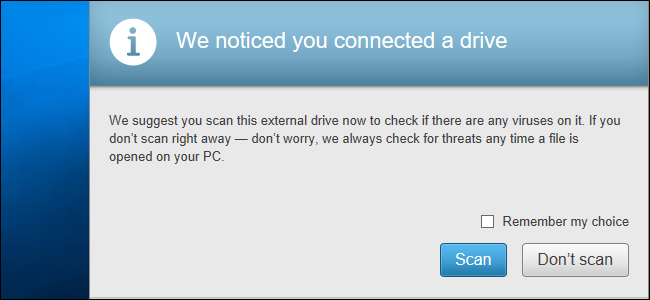 We noticed you connected a drive
We suggest you scan this external drive now to check if there are any viruses on it. If you
don't scan right away — don't worry, we always check for threats any time a file is
opened on your PC.
Remember my choice
Scan Don't scan